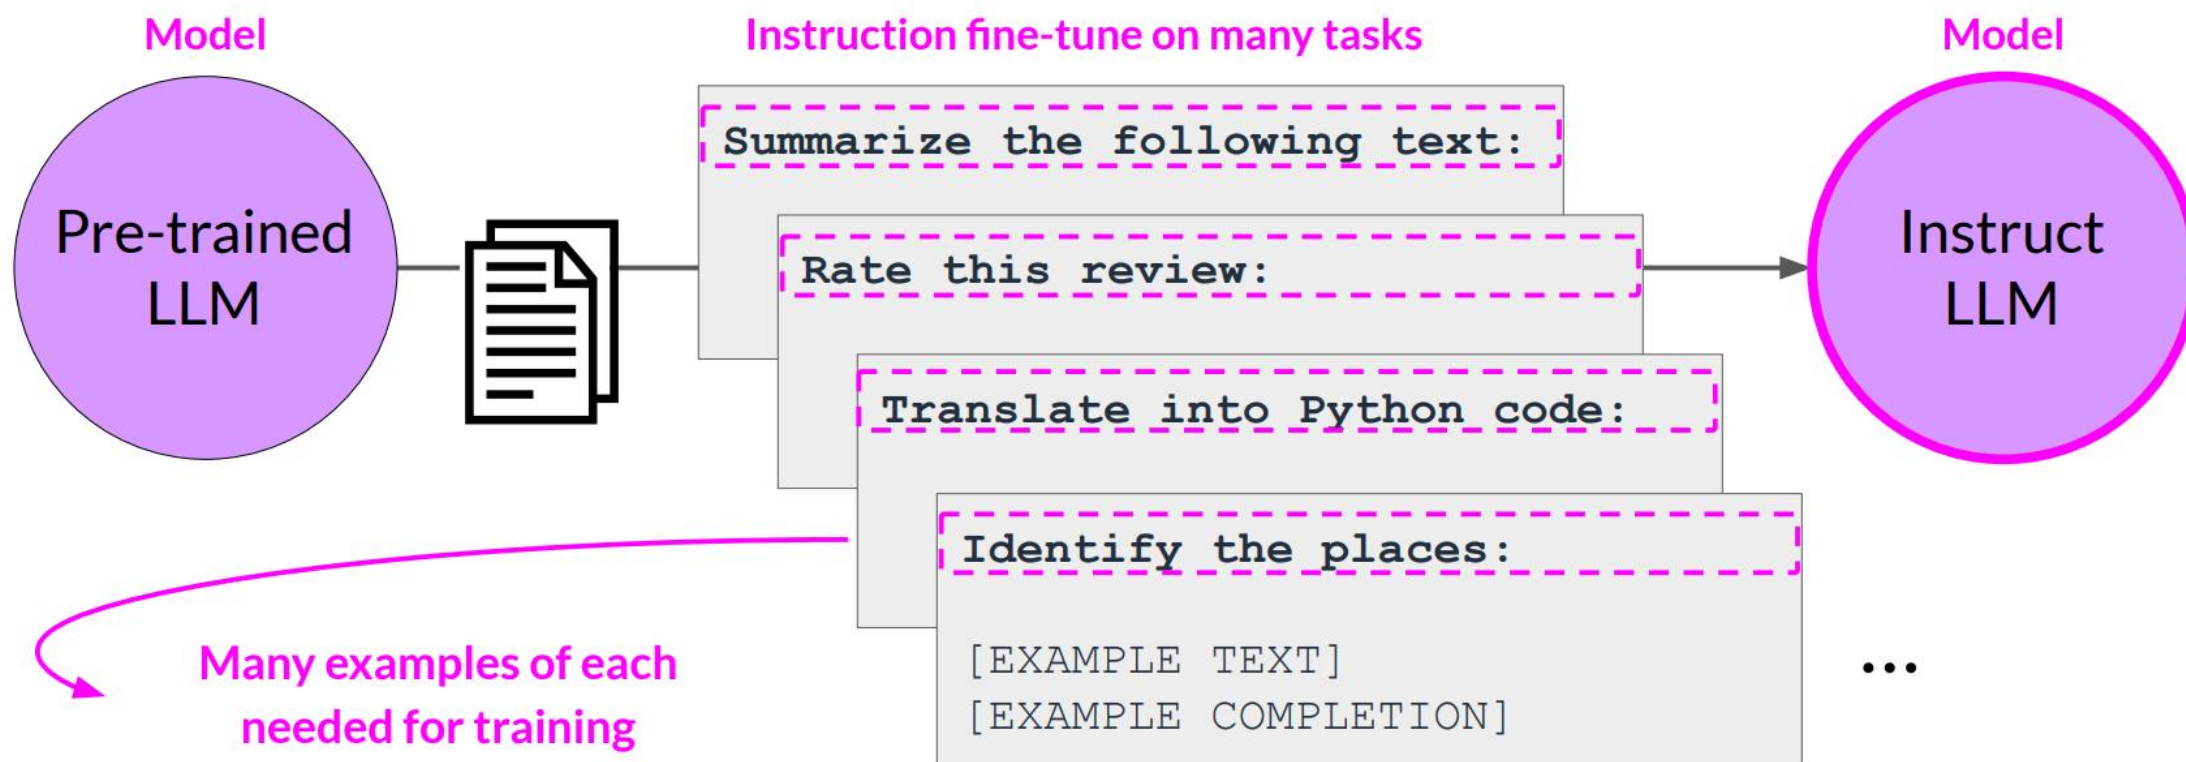 Model
Instruction fine-tune on many tasks
Model
Pre-trained
LLM
Summarize the following text:
Rate this review:
Translate into Python code:
Identify the places:
[EXAMPLE TEXT]
[EXAMPLE COMPLETION]
...
Instruct
LLM
Many examples of each
needed for training